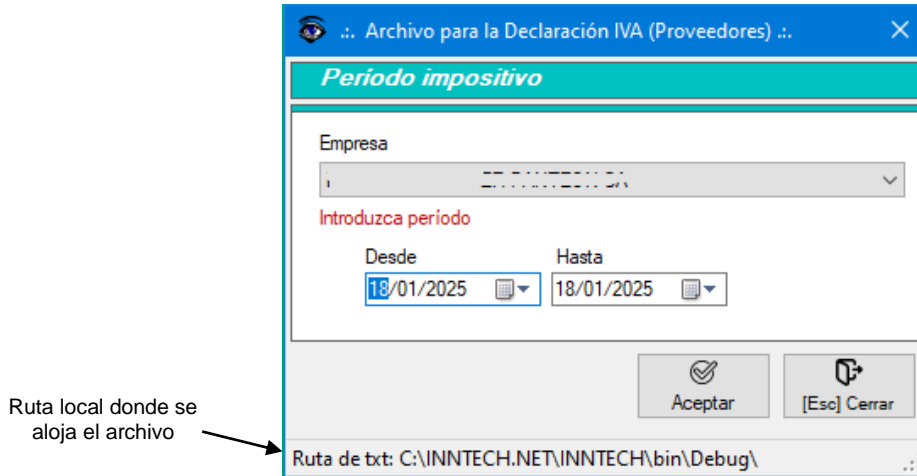 .:. Archivo para la Declaración IVA (Proveedores) .:.
Período impositivo
Empresa
Introduzca período
Desde
Hasta
18/01/2025
18/01/2025
Aceptar
[Esc] Cerrar
Ruta local donde se
aloja el archivo
Ruta de txt: C:\INNTECH.NET\INNTECH\bin\Debug\